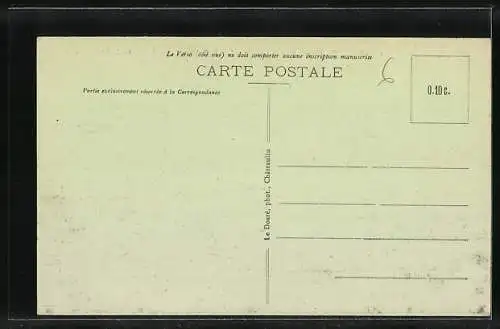 Le Verso (côté vue) ne doit comporter aucune inscription manuscrite
CARTE POSTALE
6
0.10 c.
Partie exclusivement réservée à la Correspondance
Le Doaré, phot., Châteaulin